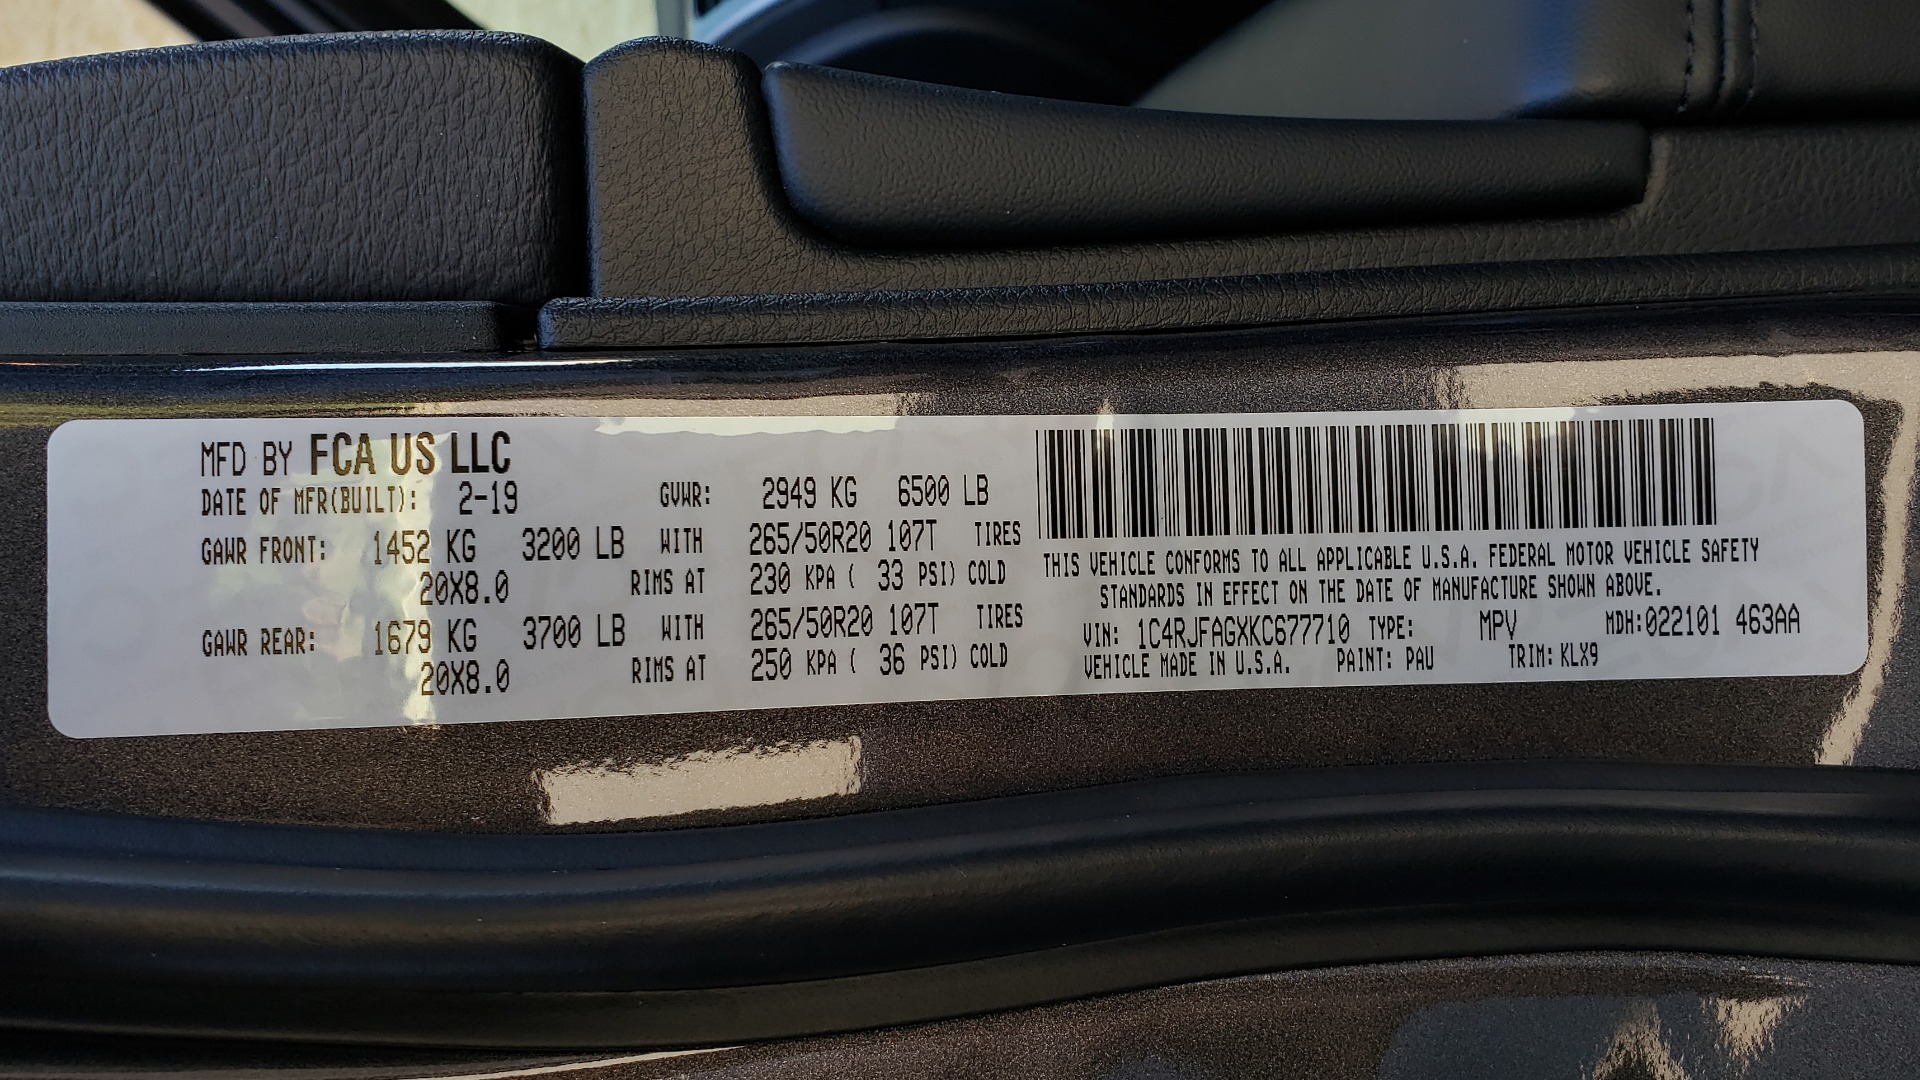 MFD BY FCA US LLC
DATE OF MFR(BUILT): 2-19 GVWR: 2949 KG 6500 LB
GAWR FRONT: 1452 KG 3200 LB WITH 265/50R20 107T TIRES
20X8.0 RIMS AT 230 KPA ( 33 PSI) COLD
GAWR REAR: 1679 KG 3700 LB WITH 265/50R20 107T TIRES
20X8.0 RIMS AT 250 KPA ( 36 PSI) COLD
THIS VEHICLE CONFORMS TO ALL APPLICABLE U.S.A. FEDERAL MOTOR VEHICLE SAFETY
STANDARDS IN EFFECT ON THE DATE OF MANUFACTURE SHOWN ABOVE.
VIN: 1C4RJFAGXKC677710 TYPE: MPV MDH:022101 463AA
VEHICLE MADE IN U.S.A. PAINT: PAU TRIM: KLX9